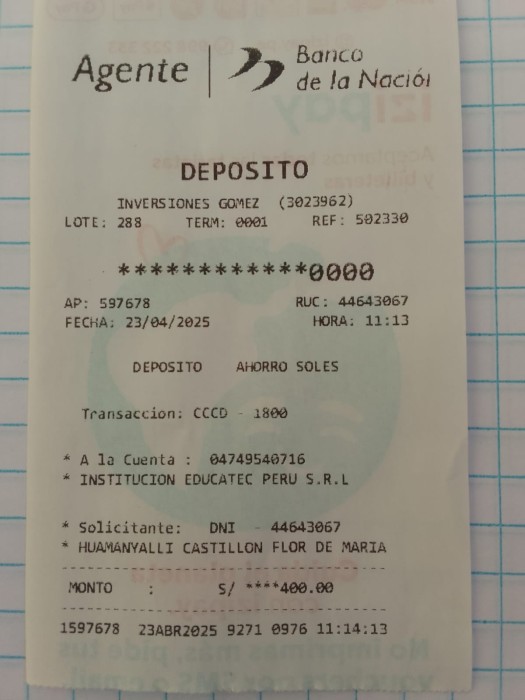 Agente | Banco
de la Nación
DEPOSITO
INVERSIONES GOMEZ (3023962)
LOTE: 288 TERM: 0001 REF: 502330
************0000
AP: 597678 RUC: 44643067
FECHA: 23/04/2025 HORA: 11:13
DEPOSITO AHORRO SOLES
Transaccion: CCCD - 1800
* A la Cuenta : 04749540716
* INSTITUCION EDUCATEC PERU S.R.L
* Solicitante: DNI - 44643067
* HUAMANYALLI CASTILLON FLOR DE MARIA
MONTO : S/ ****400.00
1597678 23ABR2025 9271 0976 11:14:13